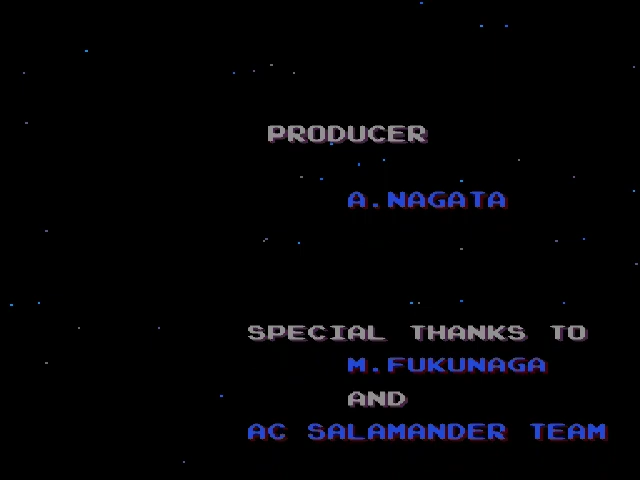 PRODUCER
A.NAGATA
SPECIAL THANKS TO
M.FUKUNAGA
AND
AC SALAMANDER TEAM